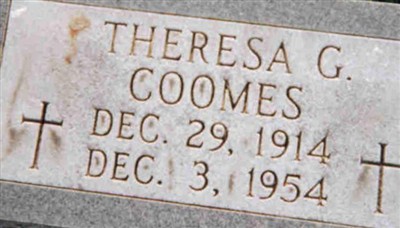 THERESA G.
COOMES
DEC. 29, 1914
DEC. 3, 1954